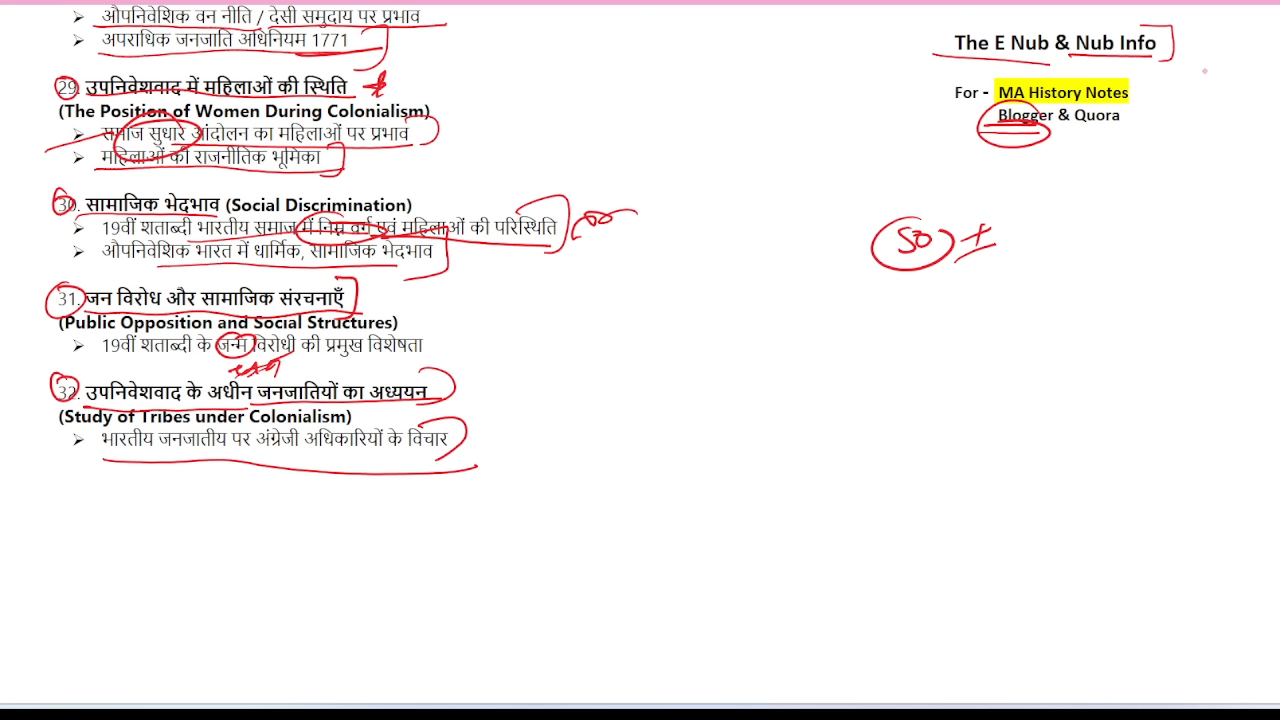 ➤ औपनिवेशिक वन नीति / देसी समुदाय पर प्रभाव
➤ अपराधिक जनजाति अधिनियम 1771
29. उपनिवेशवाद में महिलाओं की स्थिति
(The Position of Women During Colonialism)
➤ समाज सुधार आंदोलन का महिलाओं पर प्रभाव
➤ महिलाओं की राजनीतिक भूमिका
30. सामाजिक भेदभाव (Social Discrimination)
➤ 19वीं शताब्दी भारतीय समाज में निम्न वर्ग एवं महिलाओं की परिस्थिति
➤ औपनिवेशिक भारत में धार्मिक, सामाजिक भेदभाव
31. जन विरोध और सामाजिक संरचनाएँ
(Public Opposition and Social Structures)
➤ 19वीं शताब्दी के जन्म विरोधी की प्रमुख विशेषता
32. उपनिवेशवाद के अधीन जनजातियों का अध्ययन
(Study of Tribes under Colonialism)
➤ भारतीय जनजातीय पर अंग्रेजी अधिकारियों के विचार
The E Nub & Nub Info
For - MA History Notes
Blogger & Quora
50 ±